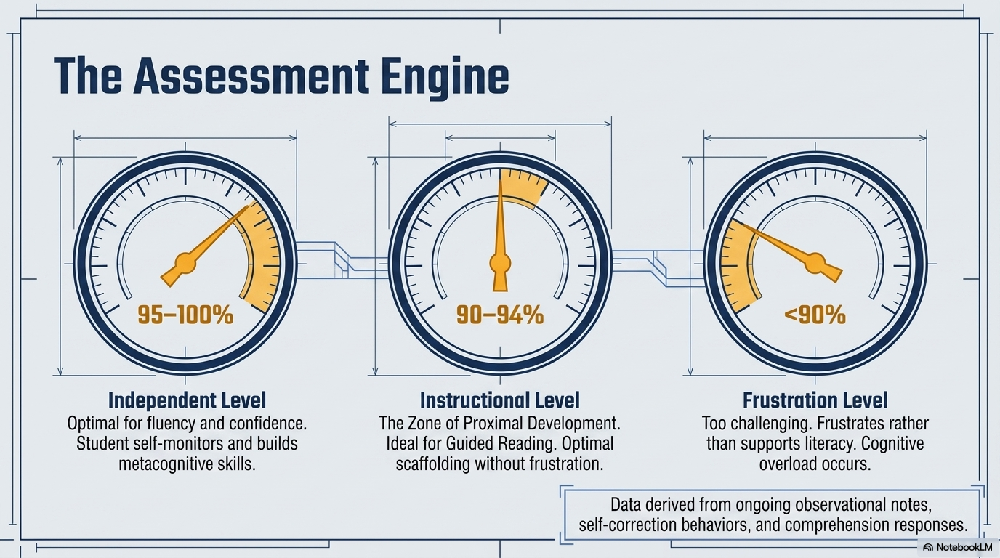 The Assessment Engine
95–100%
Independent Level
Optimal for fluency and confidence.
Student self-monitors and builds
metacognitive skills.
90–94%
Instructional Level
The Zone of Proximal Development.
Ideal for Guided Reading. Optimal
scaffolding without frustration.
<90%
Frustration Level
Too challenging. Frustrates rather
than supports literacy. Cognitive
overload occurs.
Data derived from ongoing observational notes,
self-correction behaviors, and comprehension responses.
NotebookLM